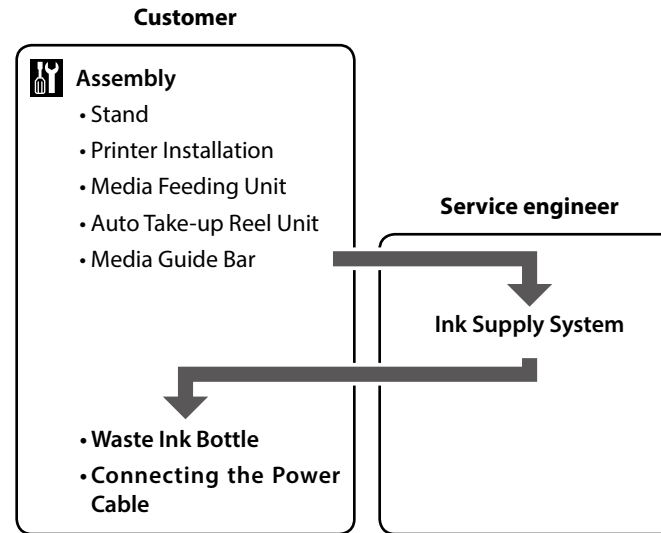 Customer
Assembly
• Stand
• Printer Installation
• Media Feeding Unit
• Auto Take-up Reel Unit
• Media Guide Bar
Service engineer
Ink Supply System
• Waste Ink Bottle
• Connecting the Power
Cable